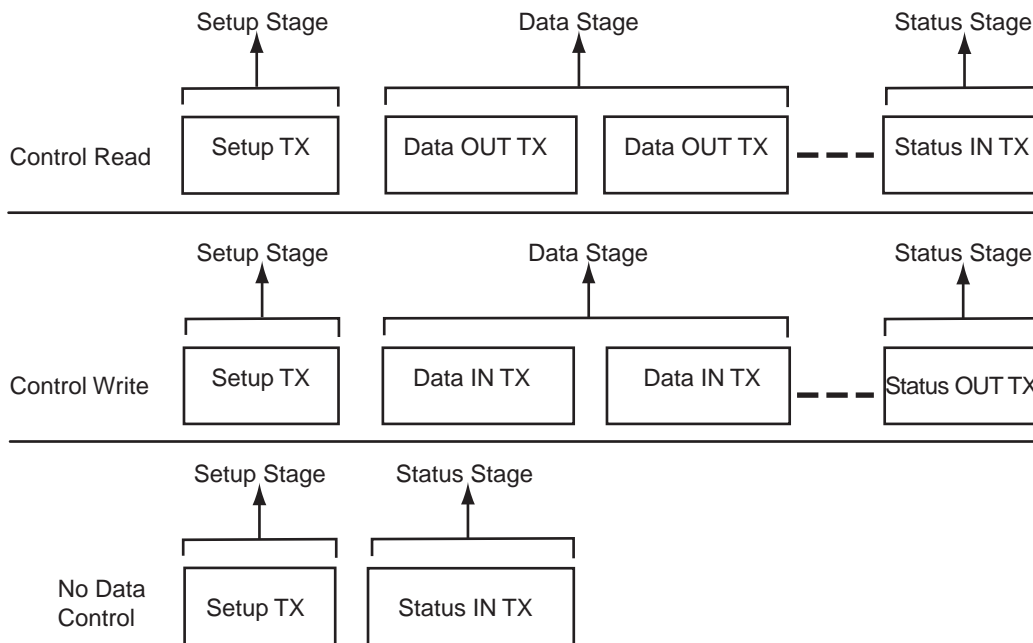 Setup Stage Data Stage Status Stage
Control Read Setup TX Data OUT TX Data OUT TX Status IN TX
Setup Stage Data Stage Status Stage
Control Write Setup TX Data IN TX Data IN TX Status OUT TX
Setup Stage Status Stage
No Data
Control Setup TX Status IN TX